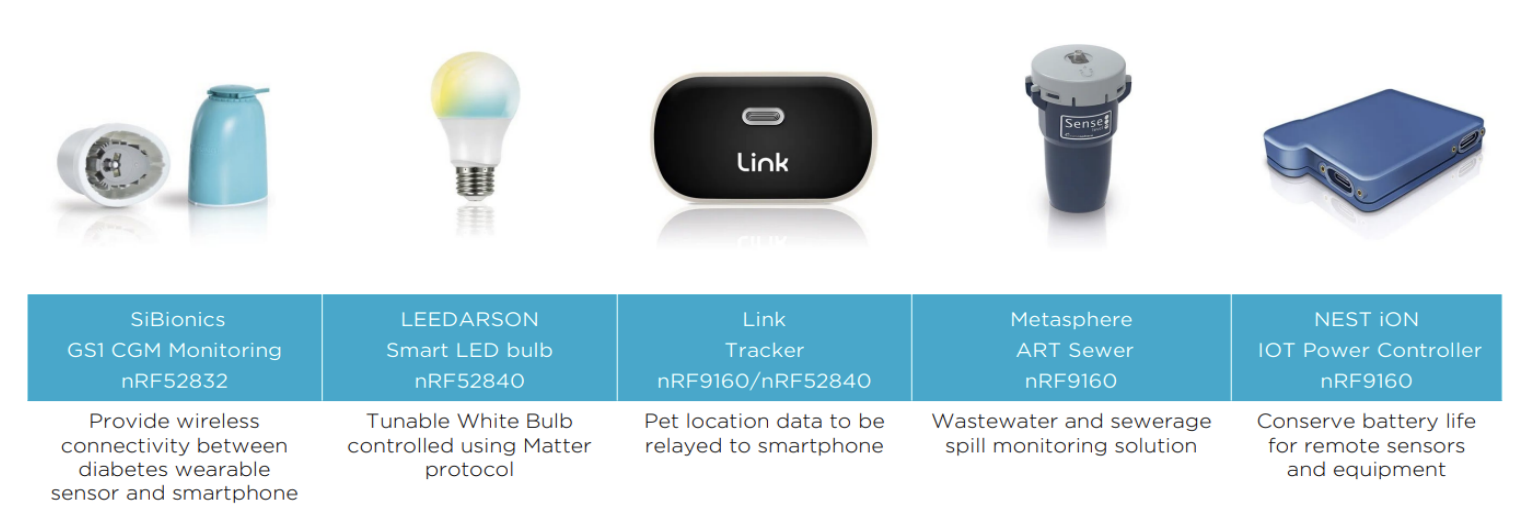 Link
Sense
SiBionics
GS1 CGM Monitoring
nRF52832
Provide wireless
connectivity between
diabetes wearable
sensor and smartphone
LEEDARSON
Smart LED bulb
nRF52840
Tunable White Bulb
controlled using Matter
protocol
Link
Tracker
nRF9160/nRF52840
Pet location data to be
relayed to smartphone
Metasphere
ART Sewer
nRF9160
Wastewater and sewerage
spill monitoring solution
NEST iON
IOT Power Controller
nRF9160
Conserve battery life
for remote sensors
and equipment